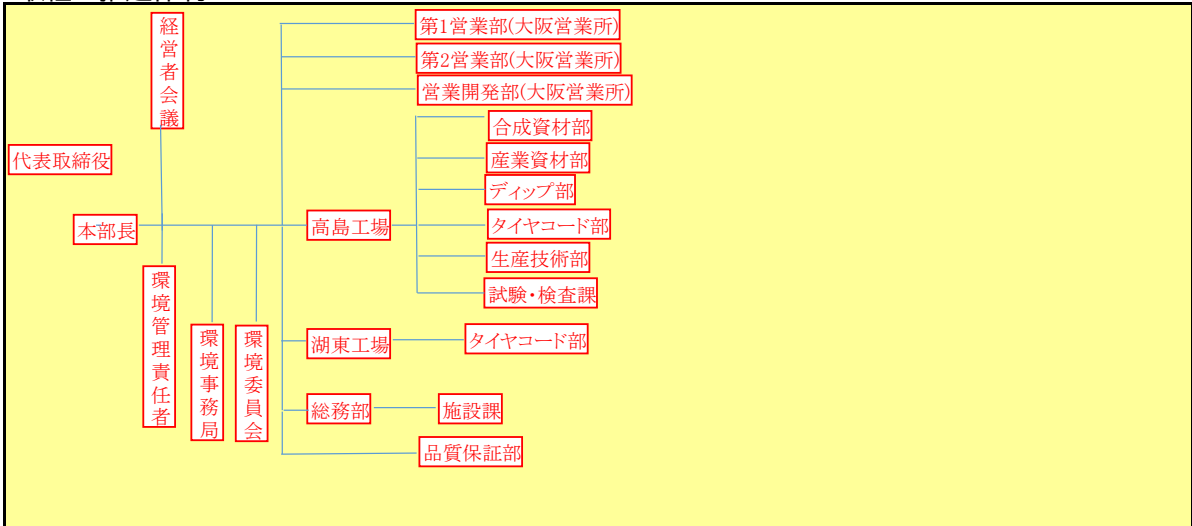 経営者会議
第1営業部(大阪営業所)
第2営業部(大阪営業所)
営業開発部(大阪営業所)
合成資材部
代表取締役
産業資材部
ディップ部
本部長
高島工場
タイヤコード部
生産技術部
環境管理責任者
試験・検査課
環境事務局
環境委員会
湖東工場
タイヤコード部
総務部
施設課
品質保証部